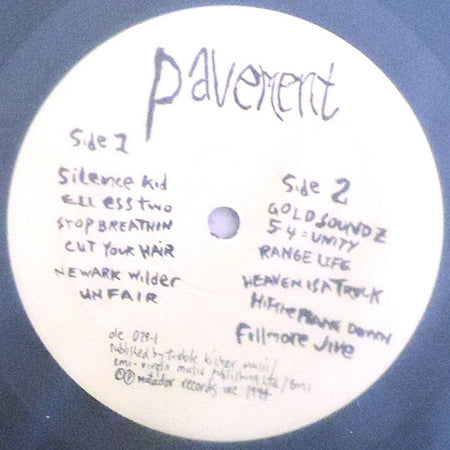 pavement
Side 1
Silence Kid
ELL ESS TWO
STOP BREATHIN
CUT YOUR HAIR
NEWARK Wilder
UNFAIR
Side 2
GOLD SOUNDZ
5-4=UNITY
RANGE LIFE
HEAVEN IS A TRUCK
HIT THE PLANE DOWN
Fillmore Jive
ole 079-1
published by treble kicker music/
emi-virgin music publishing Ltd/bmi
©℗ matador records inc 1994